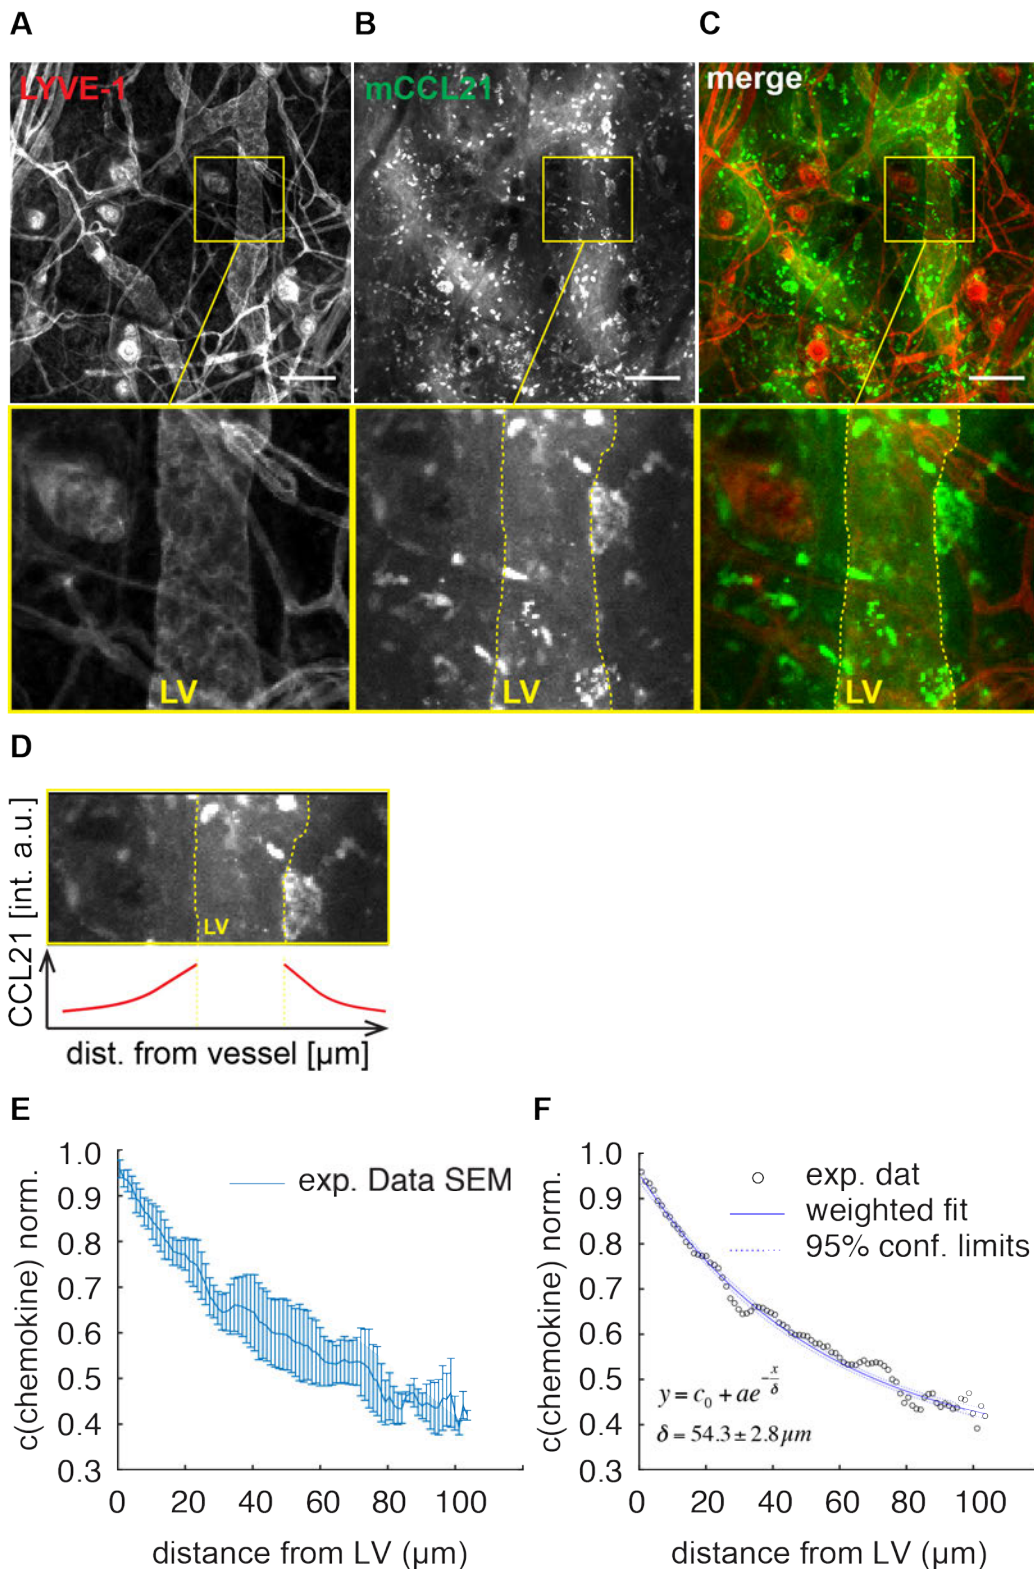 A
B
C
LYVE-1
mCCL21
merge
LV
LV
LV
D
CCL21 [int. a.u.]
LV
dist. from vessel [µm]
E
F
c(chemokine) norm.
1.0
0.9
0.8
0.7
0.6
0.5
0.4
0.3
exp. Data SEM
0 20 40 60 80 100
distance from LV (µm)
c(chemokine) norm.
1.0
0.9
0.8
0.7
0.6
0.5
0.4
0.3
exp. dat
weighted fit
95% conf. limits
y = c₀ + ae^(-x/δ)
δ = 54.3 ± 2.8 µm
0 20 40 60 80 100
distance from LV (µm)